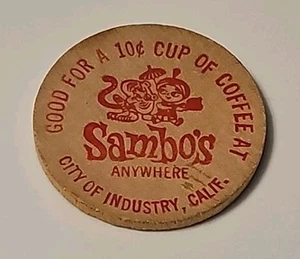 GOOD FOR A 10¢ CUP OF COFFEE AT
Sambo's
ANYWHERE
CITY OF INDUSTRY, CALIF.